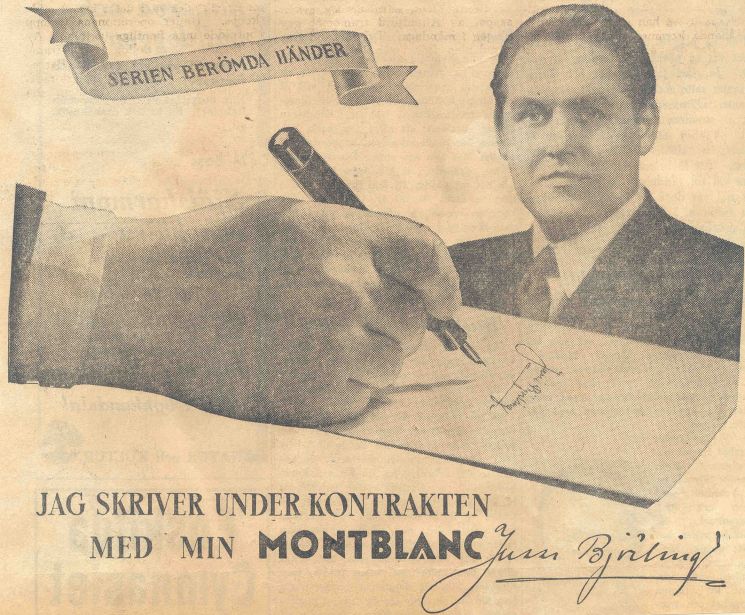 SERIEN BERÖMDA HÄNDER
JAG SKRIVER UNDER KONTRAKTEN
MED MIN MONTBLANC
Jussi Björling